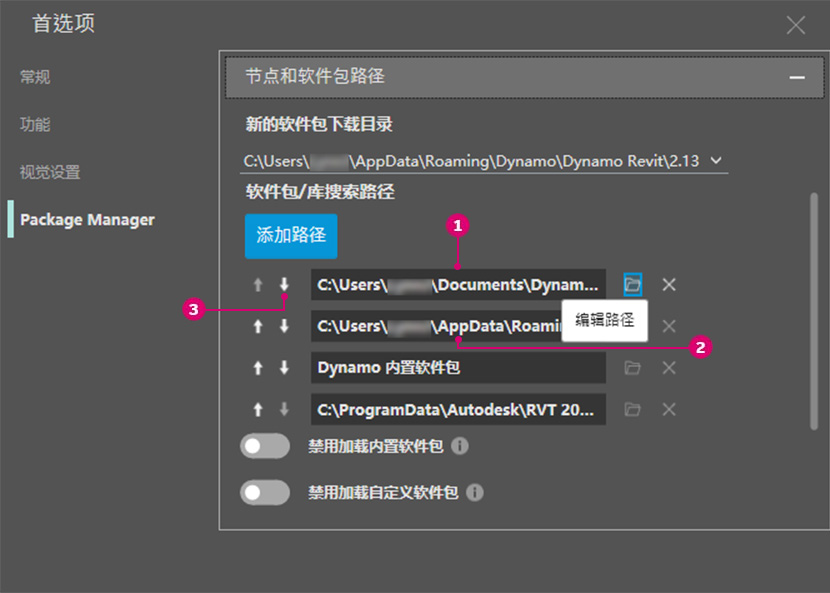 首选项
常规
功能
视觉设置
Package Manager
节点和软件包路径
新的软件包下载目录
C:\Users\ \AppData\Roaming\Dynamo\Dynamo Revit\2.13
软件包/库搜索路径
添加路径
1
C:\Users\ \Documents\Dynam...
3
C:\Users\ \AppData\Roamin
编辑路径
2
Dynamo 内置软件包
C:\ProgramData\Autodesk\RVT 20...
禁用加载内置软件包
禁用加载自定义软件包